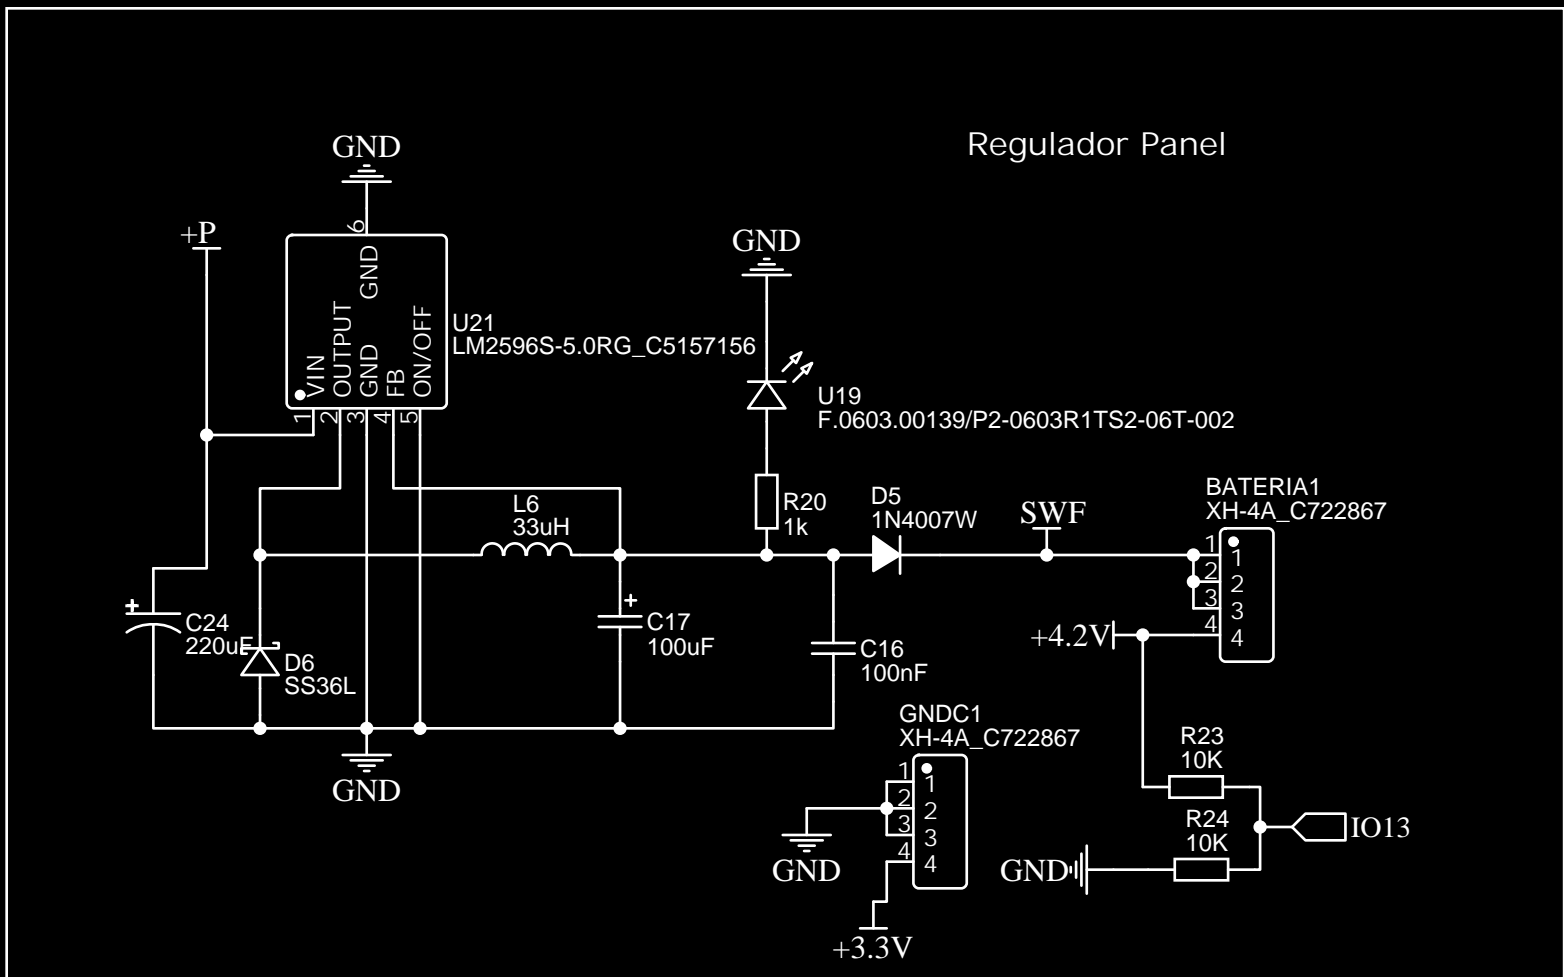 Regulador Panel
GND
+P
6
GND
VIN
OUTPUT
GND
FB
ON/OFF
1
2
3
4
5
U21
LM2596S-5.0RG_C5157156
GND
U19
F.0603.00139/P2-0603R1TS2-06T-002
L6
33uH
R20
1k
D5
1N4007W
SWF
BATERIA1
XH-4A_C722867
1
1
2
2
3
3
4
4
+4.2V
C24
220uF
D6
SS36L
C17
100uF
C16
100nF
GND
GNDC1
XH-4A_C722867
1
1
2
2
3
3
4
4
GND
+3.3V
R23
10K
R24
10K
IO13
GND